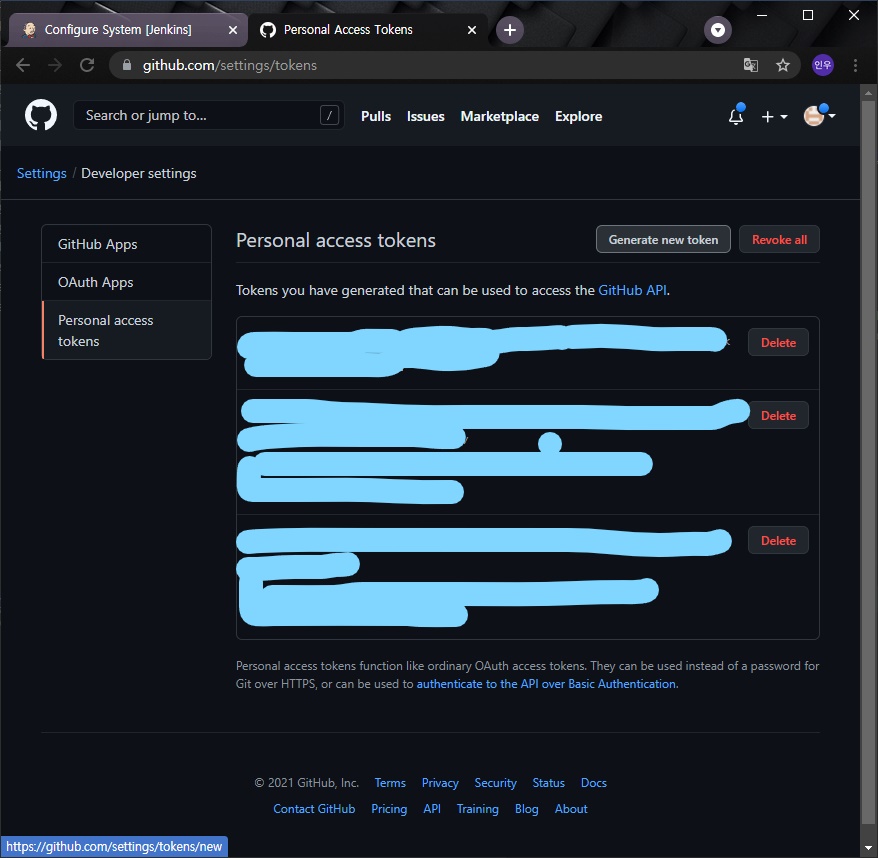 Configure System [Jenkins]
Personal Access Tokens
github.com/settings/tokens
인우
Search or jump to...
/
Pulls
Issues
Marketplace
Explore
Settings / Developer settings
GitHub Apps
OAuth Apps
Personal access
tokens
Personal access tokens
Generate new token
Revoke all
Tokens you have generated that can be used to access the GitHub API.
Delete
Delete
Delete
Personal access tokens function like ordinary OAuth access tokens. They can be used instead of a password for
Git over HTTPS, or can be used to authenticate to the API over Basic Authentication.
© 2021 GitHub, Inc. Terms Privacy Security Status Docs
Contact GitHub Pricing API Training Blog About
https://github.com/settings/tokens/new